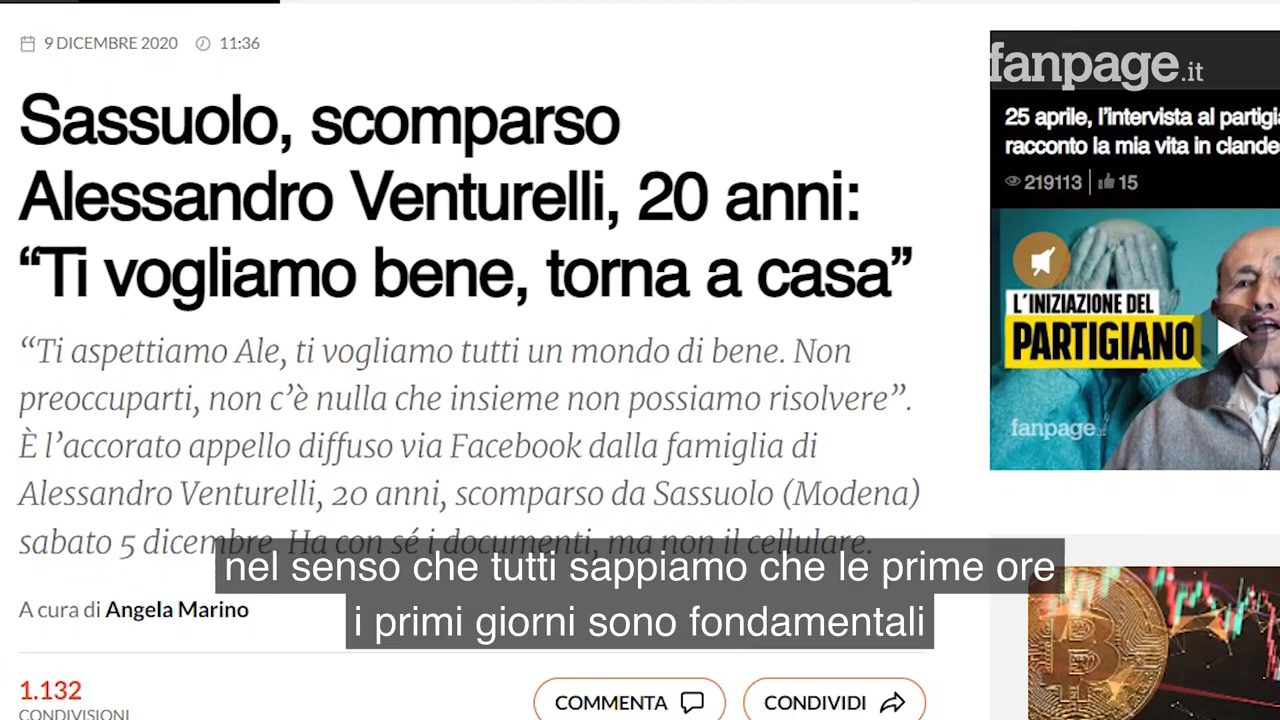 9 DICEMBRE 2020 11:36
Sassuolo, scomparso
Alessandro Venturelli, 20 anni:
“Ti vogliamo bene, torna a casa”
“Ti aspettiamo Ale, ti vogliamo tutti un mondo di bene. Non
preoccuparti, non c’è nulla che insieme non possiamo risolvere”.
È l’accorato appello diffuso via Facebook dalla famiglia di
Alessandro Venturelli, 20 anni, scomparso da Sassuolo (Modena)
sabato 5 dicembre. Ha con sé i documenti, ma non il cellulare.
nel senso che tutti sappiamo che le prime ore
i primi giorni sono fondamentali
A cura di Angela Marino
1.132
CONDIVISIONI
COMMENTA
CONDIVIDI
fanpage.it
25 aprile, l’intervista al
racconto la mia vita in
219113 | 15
L’INIZIAZIONE DEL
PARTIGIANO
fanpage.it